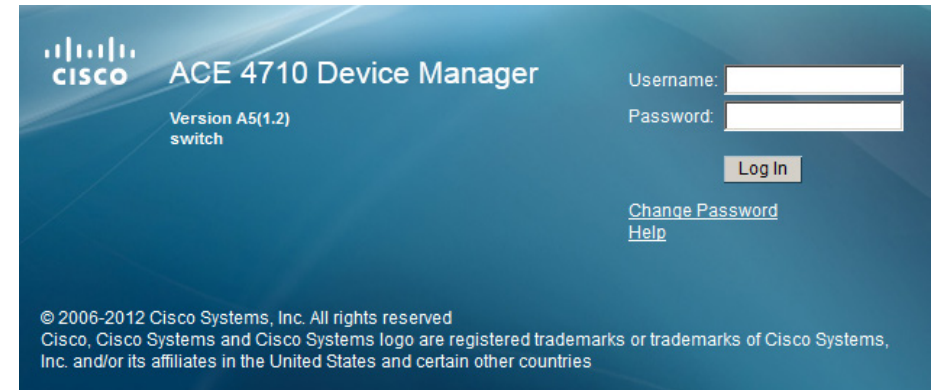 CISCO
ACE 4710 Device Manager
Version A5(1.2)
switch
Username:
Password:
Log In
Change Password
Help
© 2006-2012 Cisco Systems, Inc. All rights reserved
Cisco, Cisco Systems and Cisco Systems logo are registered trademarks or trademarks of Cisco Systems,
Inc. and/or its affiliates in the United States and certain other countries